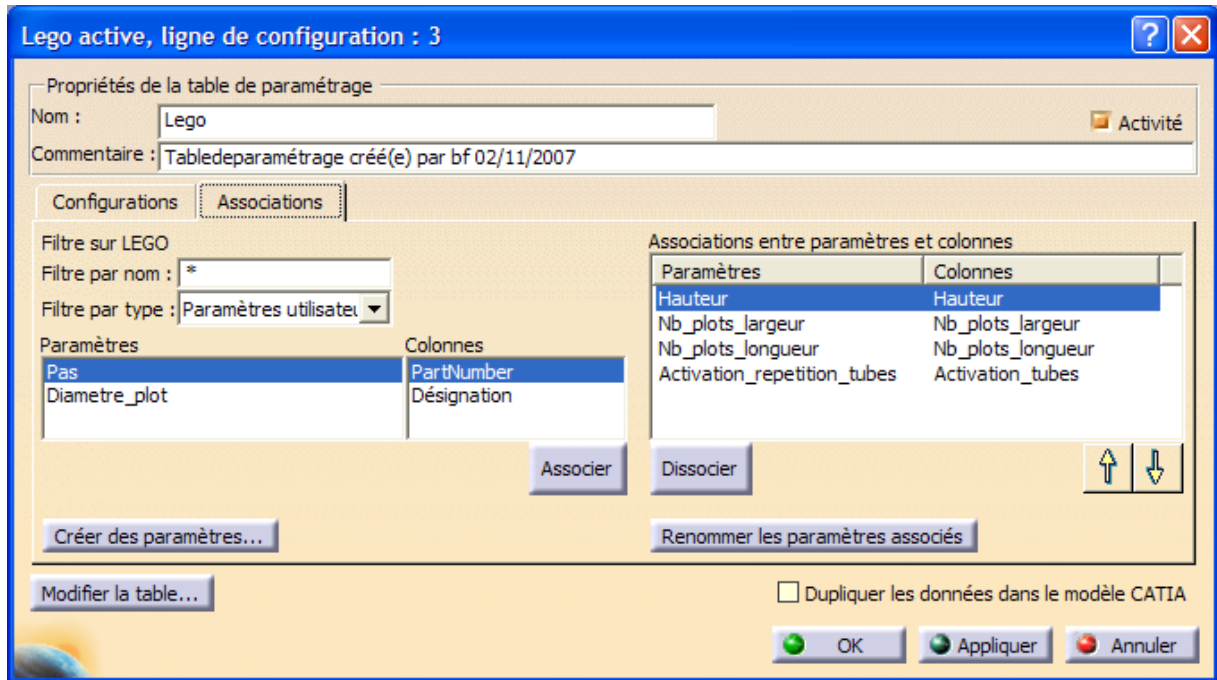 Lego active, ligne de configuration : 3
Propriétés de la table de paramétrage
Nom : Lego
Activité
Commentaire : Tabledeparamétrage créé(e) par bf 02/11/2007
Configurations Associations
Filtre sur LEGO
Filtre par nom : *
Filtre par type : Paramètres utilisateu
Paramètres Colonnes
Pas PartNumber
Diametre_plot Désignation
Associer
Créer des paramètres...
Associations entre paramètres et colonnes
Paramètres Colonnes
Hauteur Hauteur
Nb_plots_largeur Nb_plots_largeur
Nb_plots_longueur Nb_plots_longueur
Activation_repetition_tubes Activation_tubes
Dissocier
Renommer les paramètres associés
Modifier la table...
Dupliquer les données dans le modèle CATIA
OK Appliquer Annuler